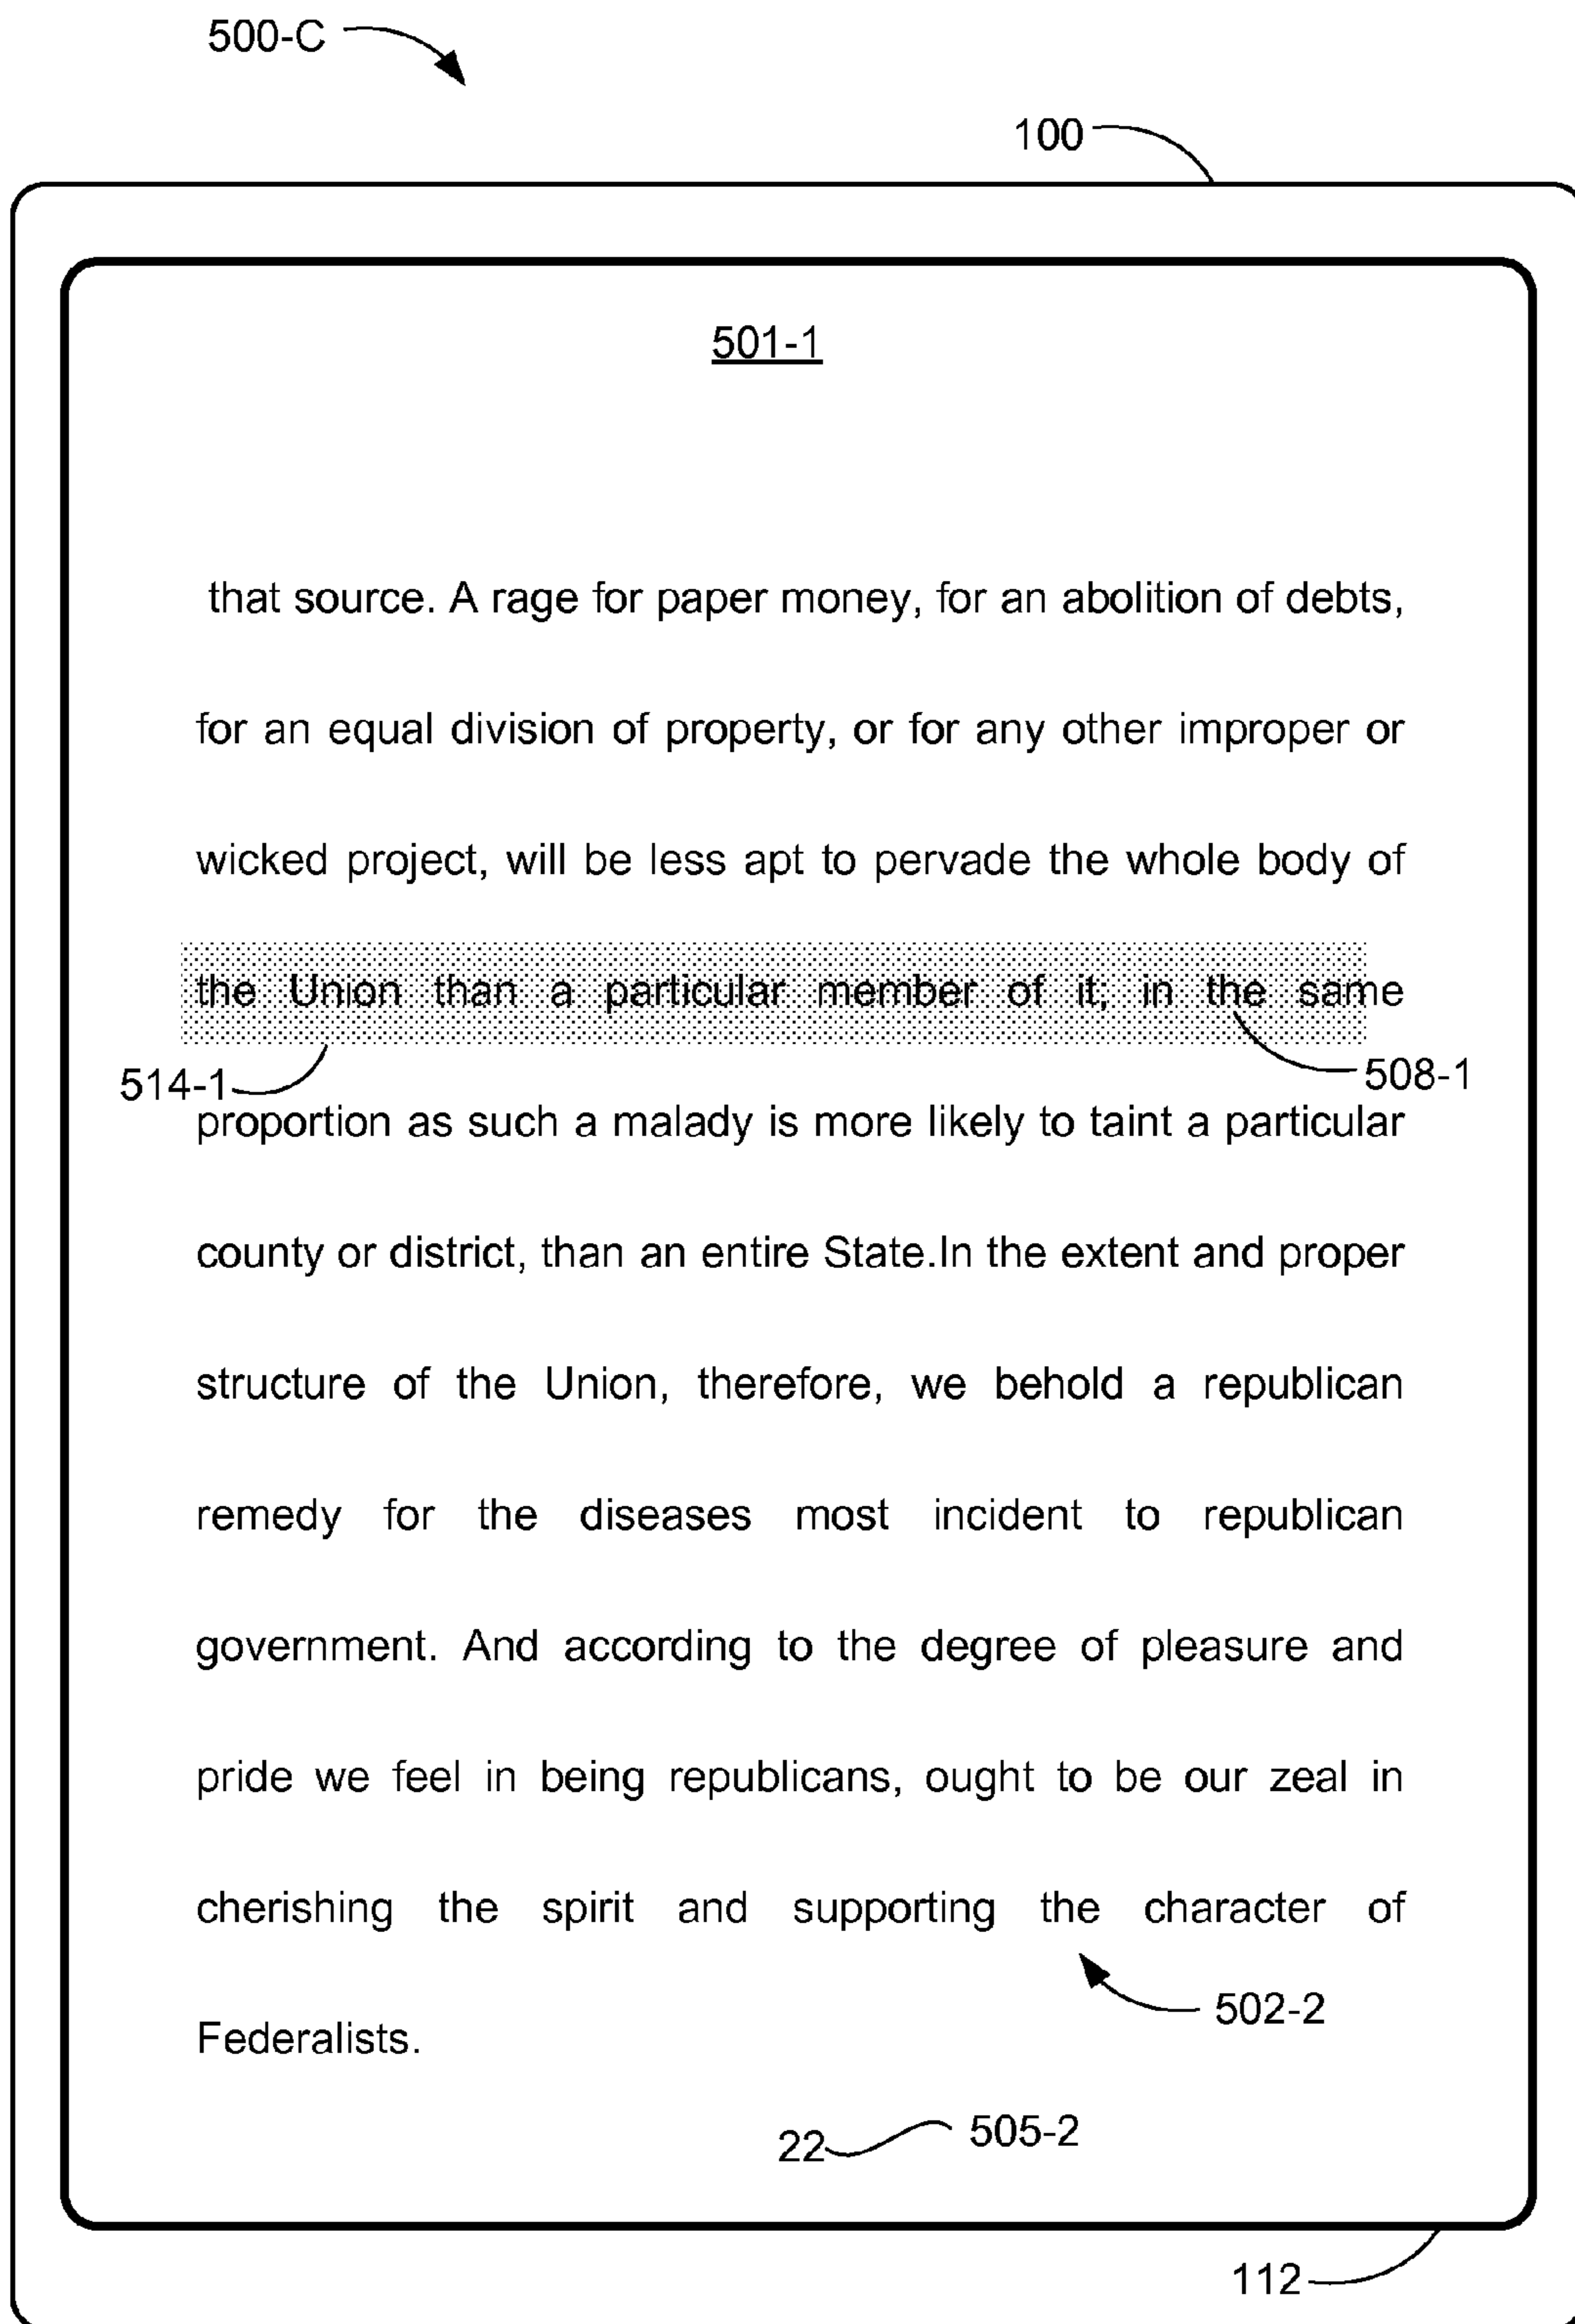 500-C
100
501-1
that source. A rage for paper money, for an abolition of debts,
for an equal division of property, or for any other improper or
wicked project, will be less apt to pervade the whole body of
the Union than a particular member of it; in the same
514-1
508-1
proportion as such a malady is more likely to taint a particular
county or district, than an entire State.In the extent and proper
structure of the Union, therefore, we behold a republican
remedy for the diseases most incident to republican
government. And according to the degree of pleasure and
pride we feel in being republicans, ought to be our zeal in
cherishing the spirit and supporting the character of
502-2
Federalists.
22
505-2
112